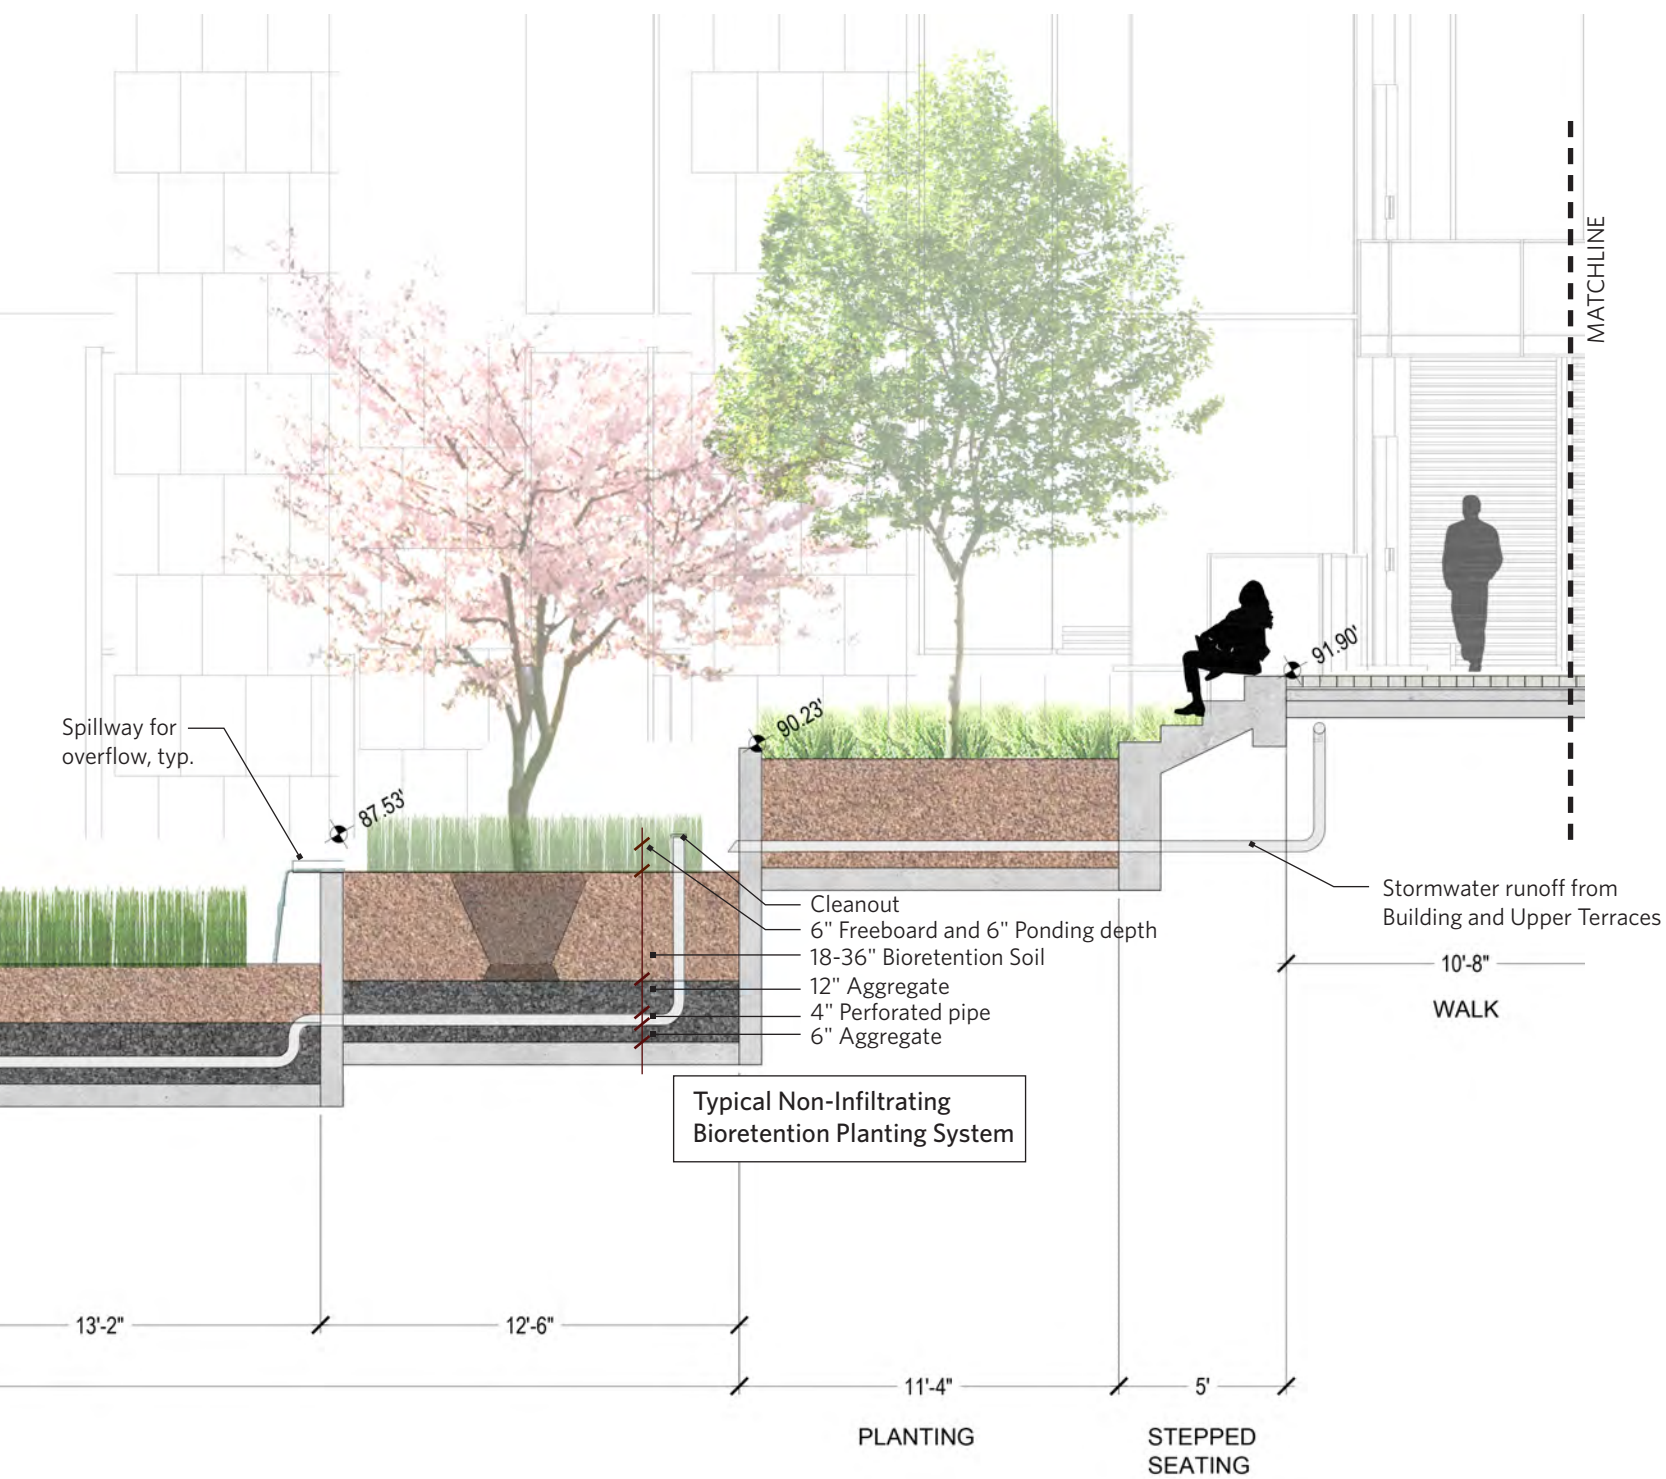 MATCHLINE
91.90'
90.23'
Spillway for
overflow, typ.
87.53'
Cleanout
6" Freeboard and 6" Ponding depth
18-36" Bioretention Soil
12" Aggregate
4" Perforated pipe
6" Aggregate
Stormwater runoff from
Building and Upper Terraces
10'-8"
WALK
Typical Non-Infiltrating
Bioretention Planting System
13'-2"
12'-6"
11'-4"
5'
PLANTING
STEPPED
SEATING